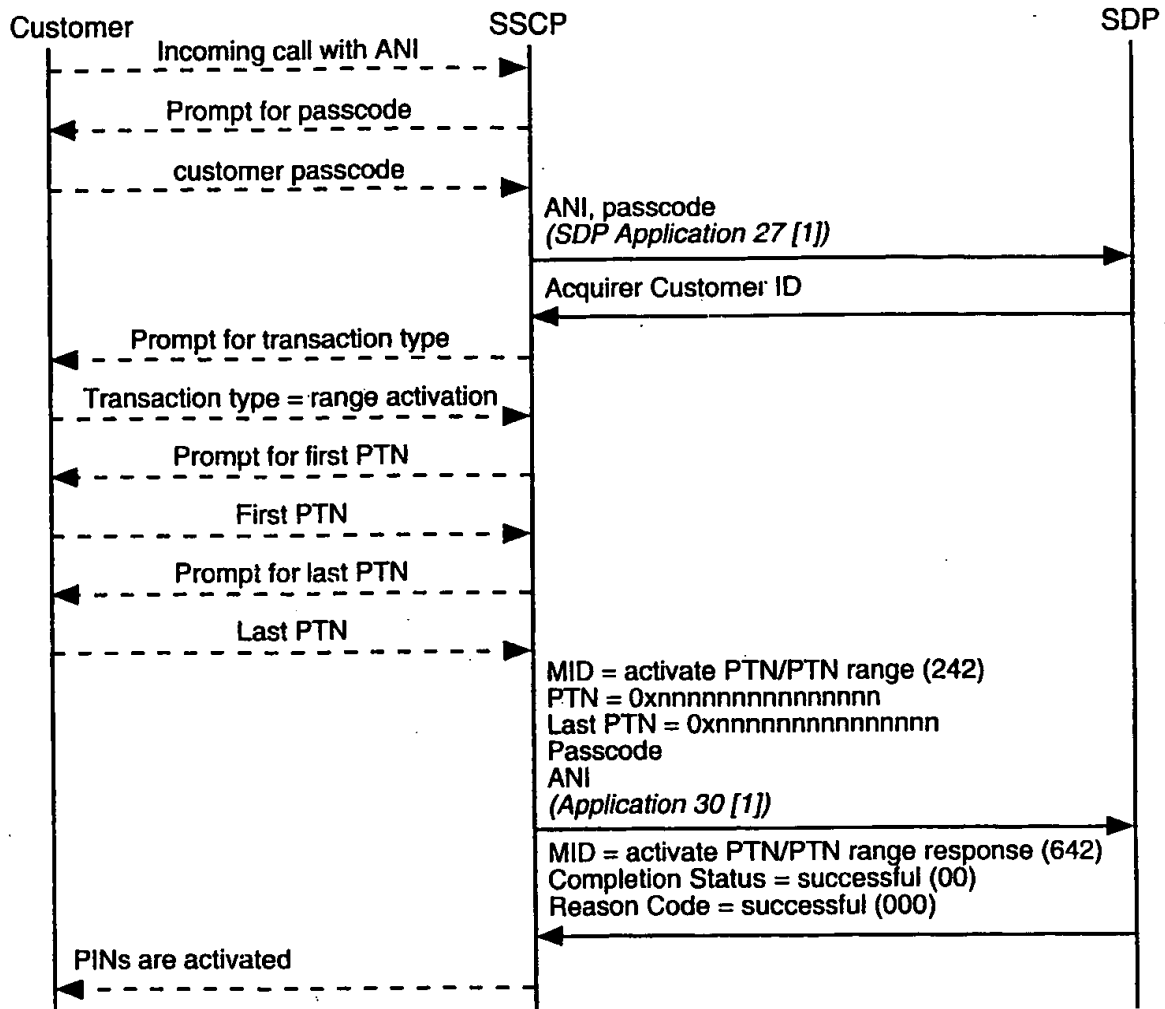 Customer
SSCP
SDP
Incoming call with ANI
Prompt for passcode
customer passcode
ANI, passcode
(SDP Application 27 [1])
Acquirer Customer ID
Prompt for transaction type
Transaction type = range activation
Prompt for first PTN
First PTN
Prompt for last PTN
Last PTN
MID = activate PTN/PTN range (242)
PTN = 0xnnnnnnnnnnnnnnnn
Last PTN = 0xnnnnnnnnnnnnnnnn
Passcode
ANI
(Application 30 [1])
MID = activate PTN/PTN range response (642)
Completion Status = successful (00)
Reason Code = successful (000)
PINs are activated